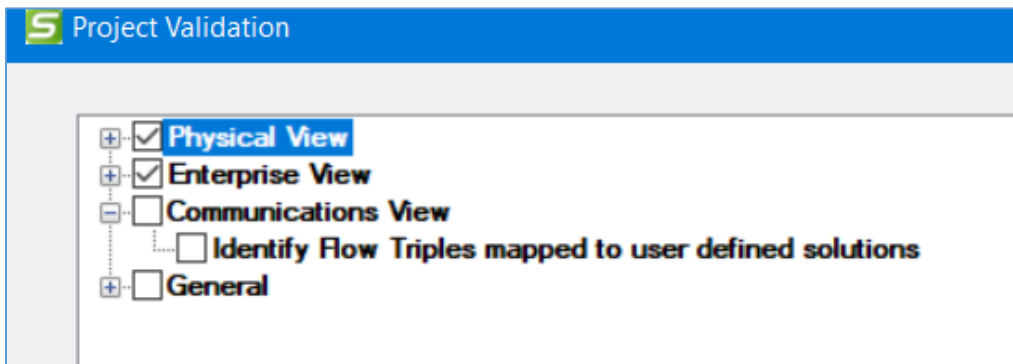 S Project Validation
Physical View
Enterprise View
Communications View
Identify Flow Triples mapped to user defined solutions
General